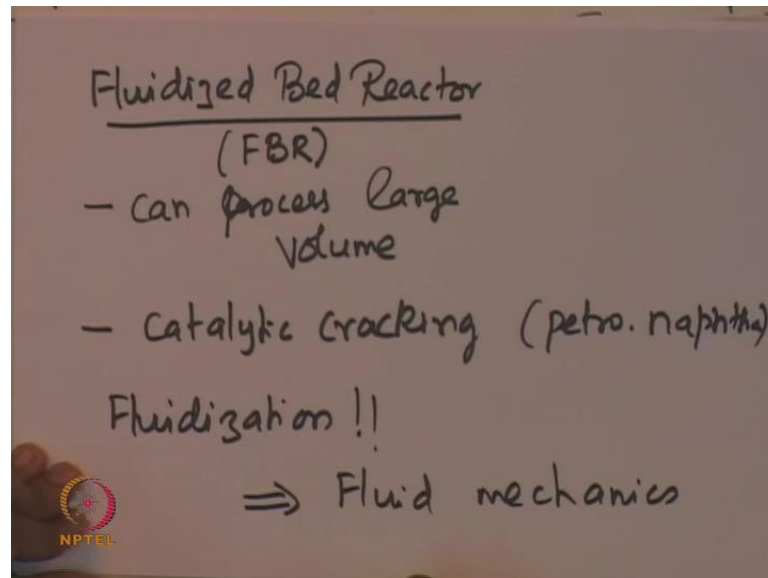 Fluidized Bed Reactor
(FBR)
- can process large
volume
- catalytic cracking (petro. naphtha)
Fluidization !!
⇒ Fluid mechanics
NPTEL